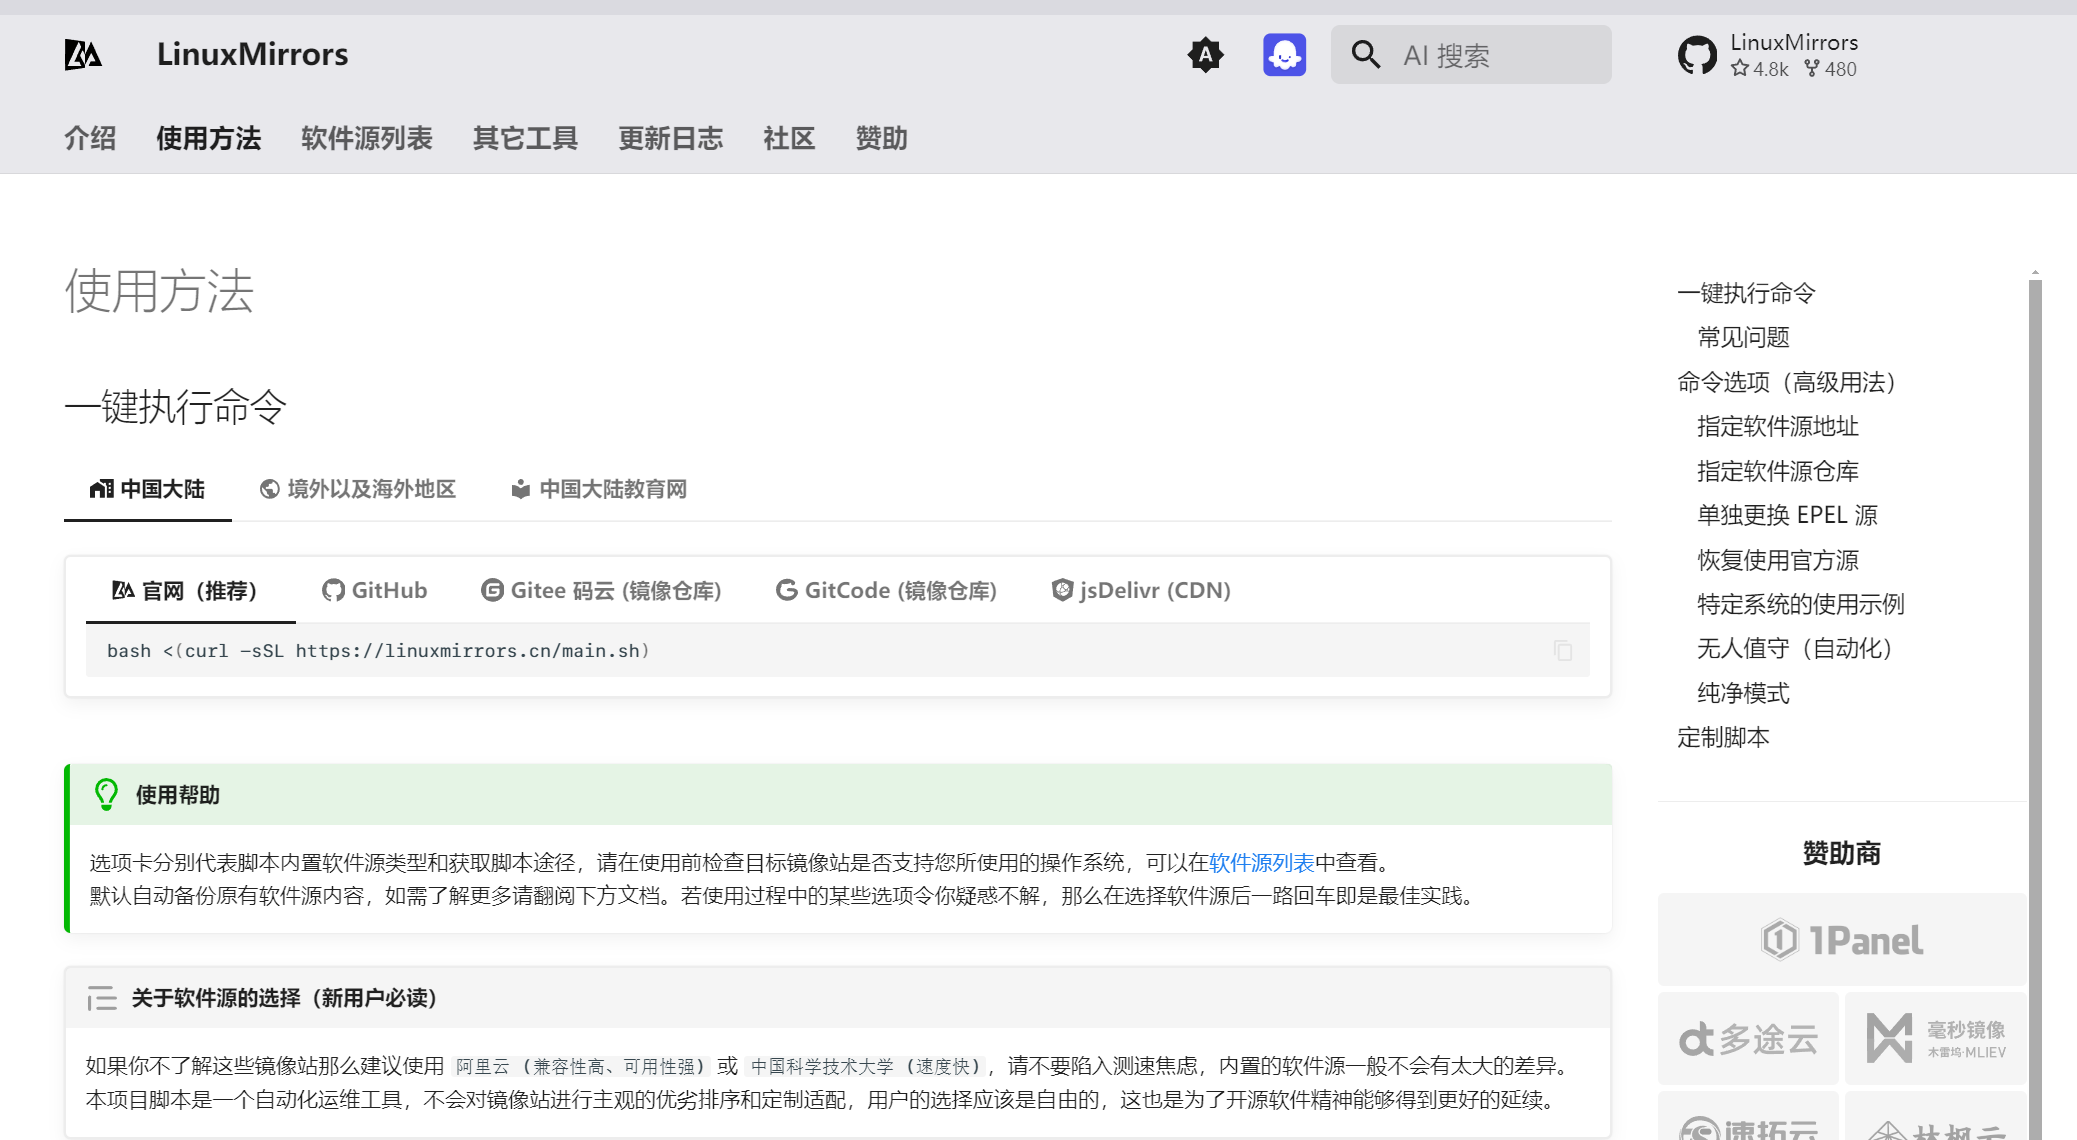 LinuxMirrors
AI 搜索
LinuxMirrors
4.8k 480
介绍 使用方法 软件源列表 其它工具 更新日志 社区 赞助
使用方法
一键执行命令
中国大陆 境外以及海外地区 中国大陆教育网
官网（推荐） GitHub Gitee 码云 (镜像仓库) GitCode (镜像仓库) jsDelivr (CDN)
bash <(curl -sSL https://linuxmirrors.cn/main.sh)
使用帮助
选项卡分别代表脚本内置软件源类型和获取脚本途径，请在使用前检查目标镜像站是否支持您所使用的操作系统，可以在软件源列表中查看。
默认自动备份原有软件源内容，如需了解更多请翻阅下方文档。若使用过程中的某些选项令你疑惑不解，那么在选择软件源后一路回车即是最佳实践。
关于软件源的选择（新用户必读）
如果你不了解这些镜像站那么建议使用 阿里云（兼容性高、可用性强） 或 中国科学技术大学（速度快），请不要陷入测速焦虑，内置的软件源一般不会有太大的差异。
本项目脚本是一个自动化运维工具，不会对镜像站进行主观的优劣排序和定制适配，用户的选择应该是自由的，这也是为了开源软件精神能够得到更好的延续。
一键执行命令
常见问题
命令选项（高级用法）
指定软件源地址
指定软件源仓库
单独更换 EPEL 源
恢复使用官方源
特定系统的使用示例
无人值守（自动化）
纯净模式
定制脚本
赞助商
1Panel
多途云
毫秒镜像
木雷坞·MLIEV
速拓云
林枫云